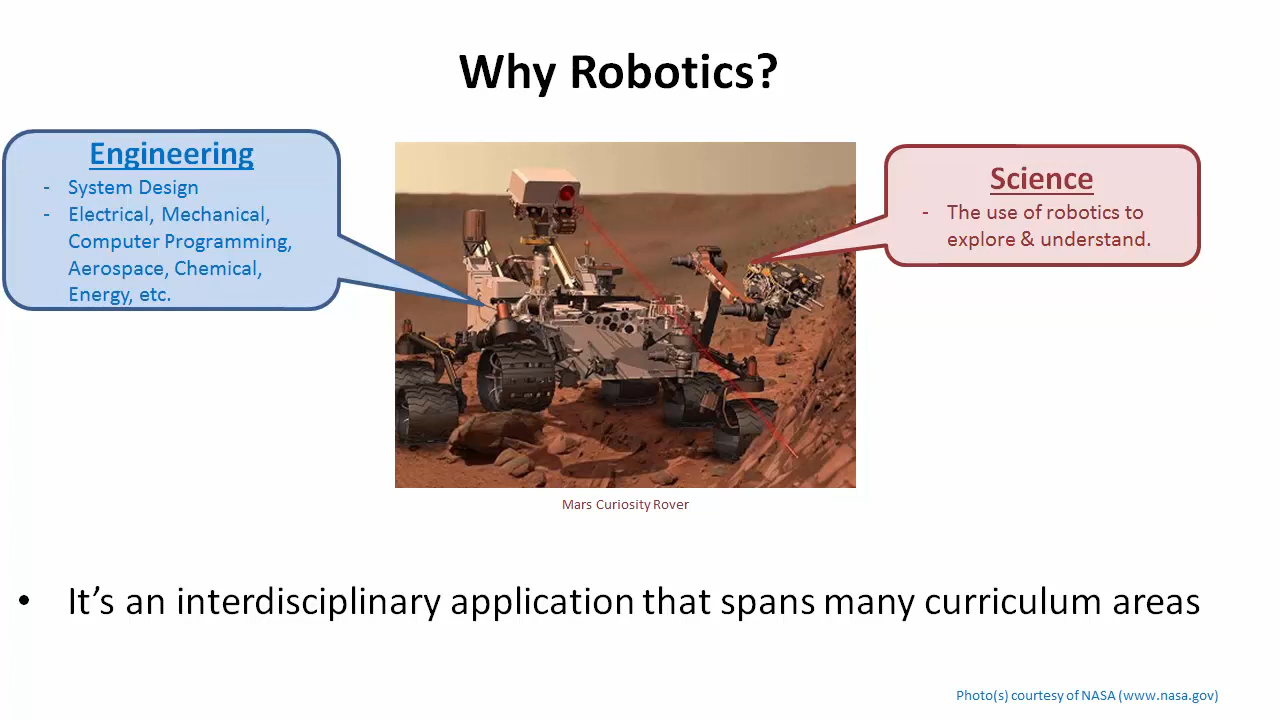 Why Robotics?
Engineering
- System Design
- Electrical, Mechanical,
Computer Programming,
Aerospace, Chemical,
Energy, etc.
Science
- The use of robotics to
explore & understand.
Mars Curiosity Rover
• It’s an interdisciplinary application that spans many curriculum areas
Photo(s) courtesy of NASA (www.nasa.gov)